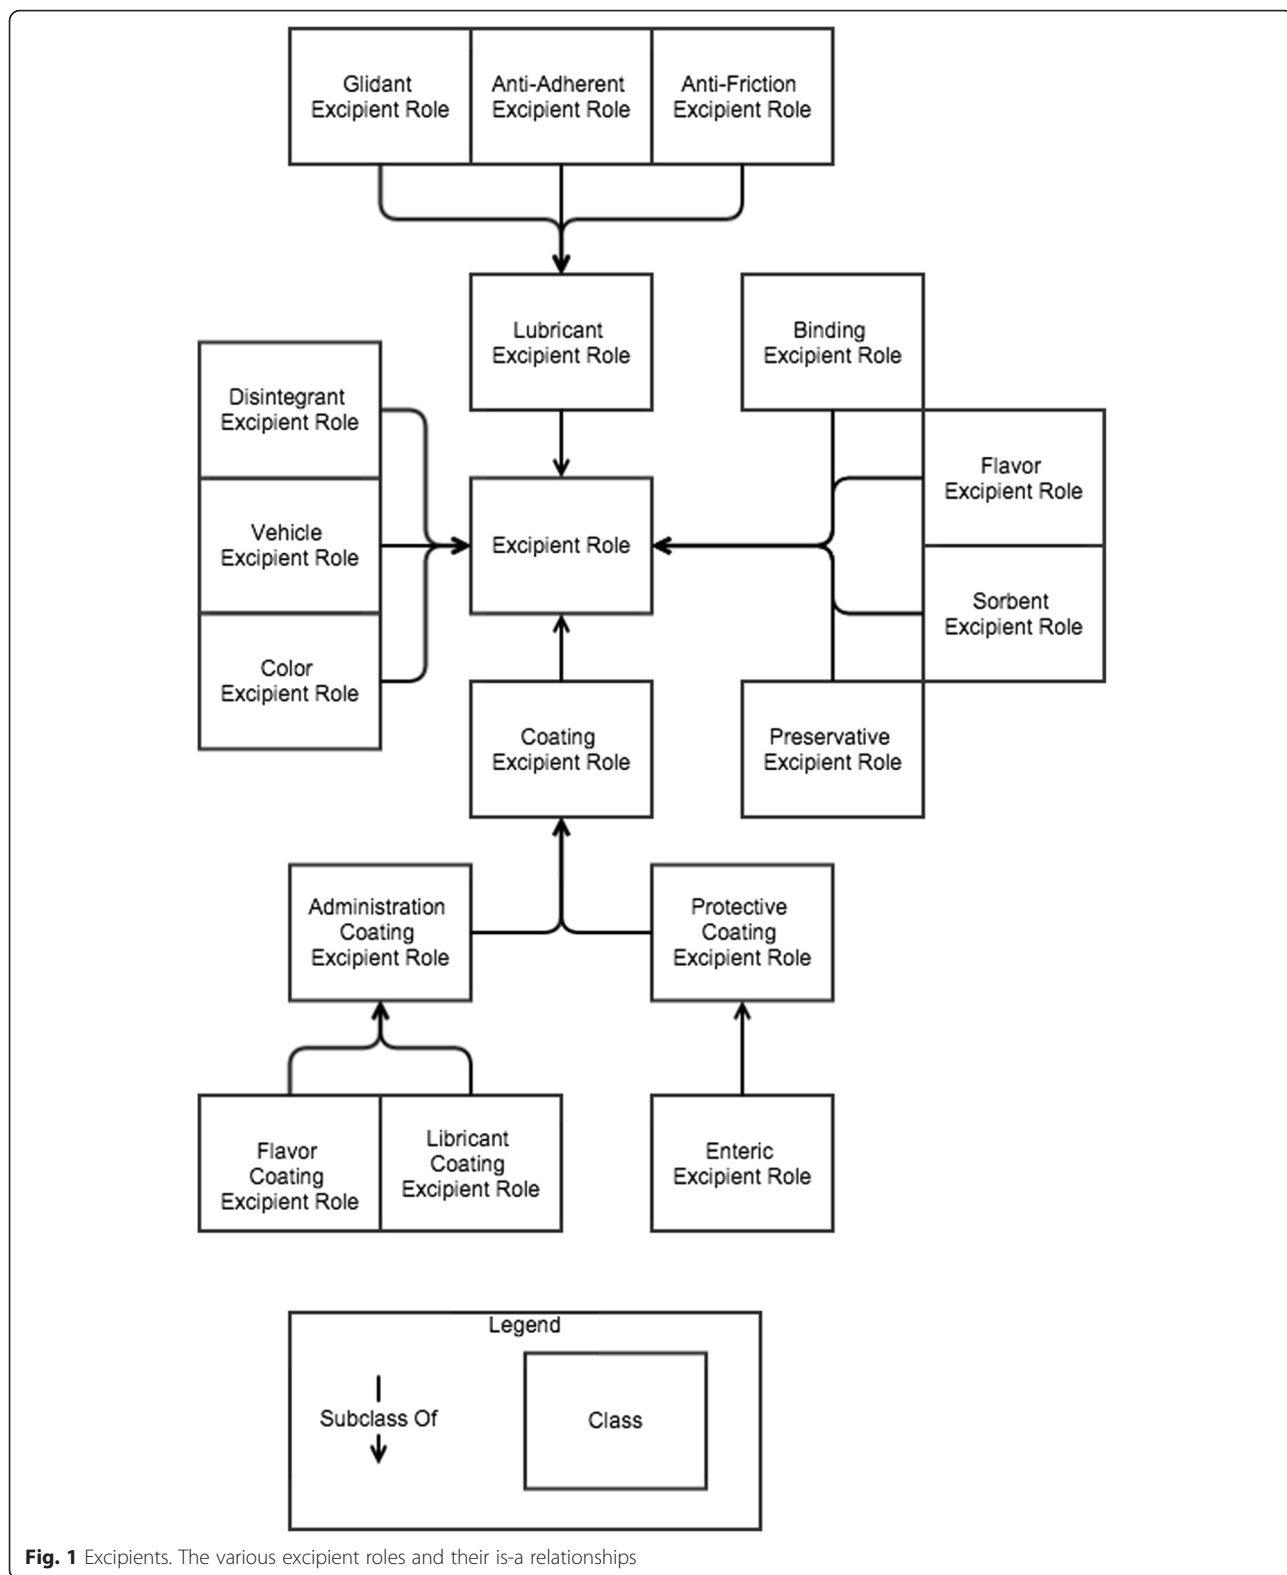 Glidant
Excipient Role
Anti-Adherent
Excipient Role
Anti-Friction
Excipient Role
Lubricant
Excipient Role
Binding
Excipient Role
Disintegrant
Excipient Role
Flavor
Excipient Role
Vehicle
Excipient Role
Excipient Role
Sorbent
Excipient Role
Color
Excipient Role
Coating
Excipient Role
Preservative
Excipient Role
Administration
Coating
Excipient Role
Protective
Coating
Excipient Role
Flavor
Coating
Excipient Role
Libricant
Coating
Excipient Role
Enteric
Excipient Role
Legend
Subclass Of
Class
Fig. 1 Excipients. The various excipient roles and their is-a relationships